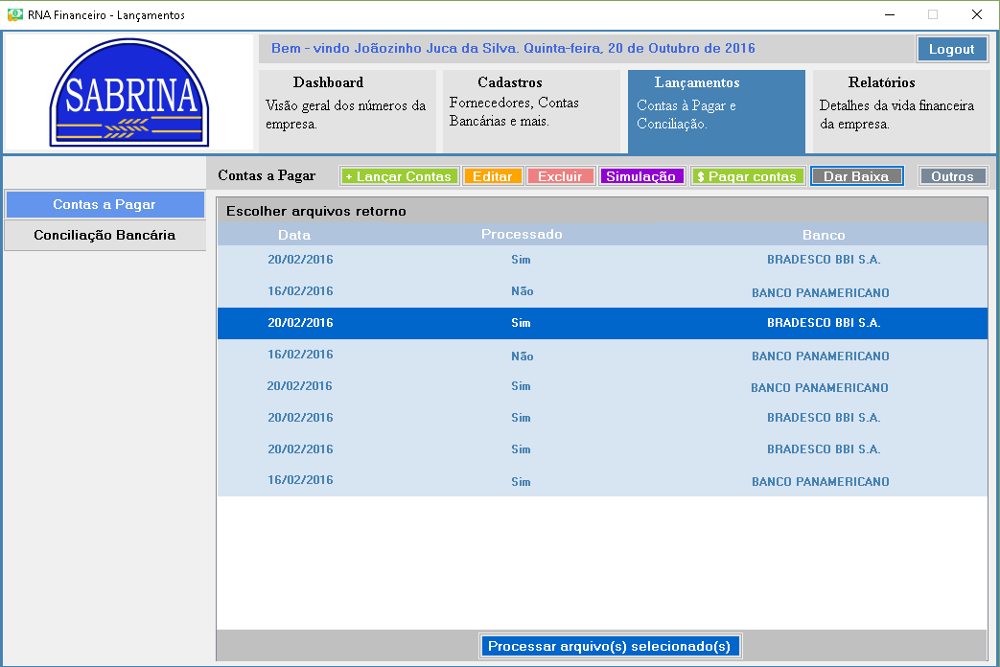 RNA Financeiro - Lançamentos
SABRINA
Bem - vindo Joãozinho Juca da Silva. Quinta-feira, 20 de Outubro de 2016
Logout
Dashboard
Visão geral dos números da
empresa.
Cadastros
Fornecedores, Contas
Bancárias e mais.
Lançamentos
Contas à Pagar e
Conciliação.
Relatórios
Detalhes da vida financeira
da empresa.
Contas a Pagar
Conciliação Bancária
Contas a Pagar
+ Lançar Contas
Editar
Excluir
Simulação
$ Pagar contas
Dar Baixa
Outros
Escolher arquivos retorno
Data Processado Banco
20/02/2016 Sim BRADESCO BBI S.A.
16/02/2016 Não BANCO PANAMERICANO
20/02/2016 Sim BRADESCO BBI S.A.
16/02/2016 Não BANCO PANAMERICANO
20/02/2016 Sim BANCO PANAMERICANO
20/02/2016 Sim BRADESCO BBI S.A.
20/02/2016 Sim BRADESCO BBI S.A.
16/02/2016 Sim BANCO PANAMERICANO
Processar arquivo(s) selecionado(s)